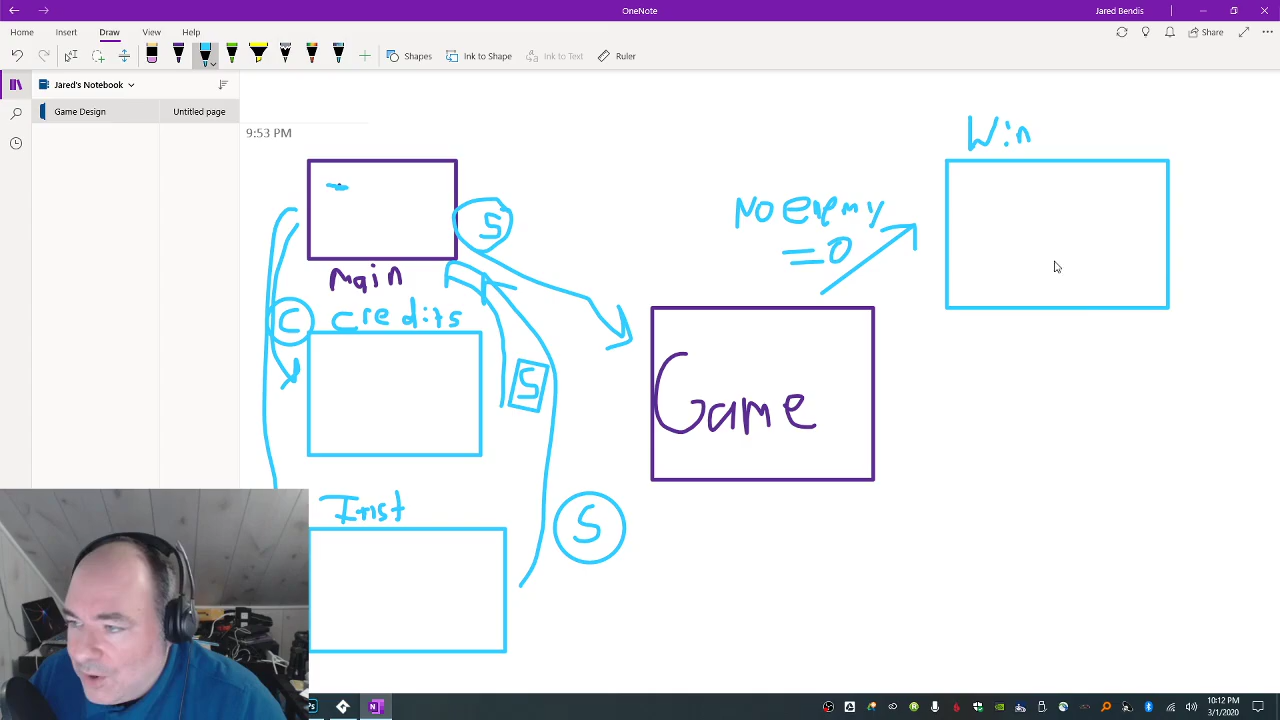 OneNote
Jared Bendis
Home Insert Draw View Help
Share
Shapes Ink to Shape Ink to Text Ruler
Jared's Notebook
Game Design Untitled page
9:53 PM
Win
No enemy
=0
S
Main
C credits
S
Game
Inst
S
N
10:12 PM
3/1/2020